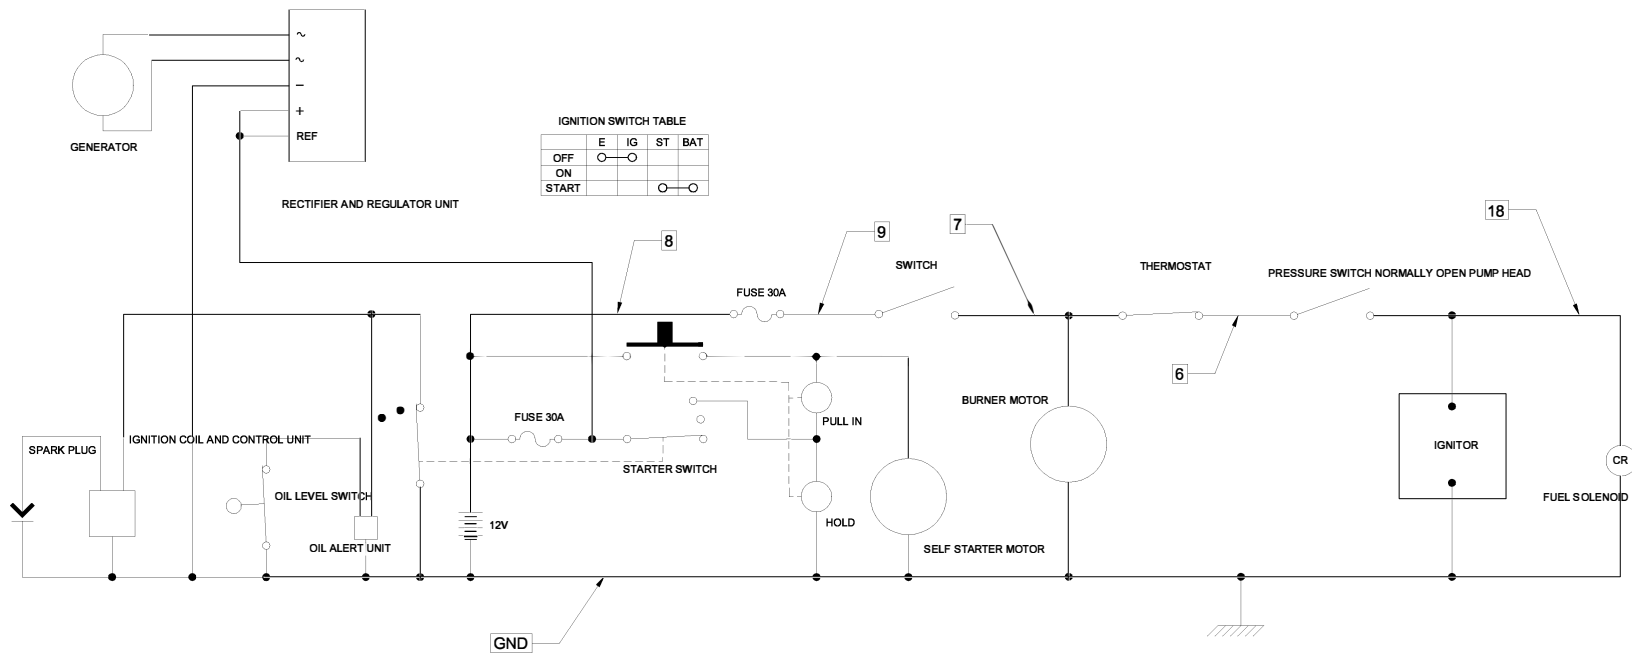 ~
~
−
+
REF
GENERATOR
RECTIFIER AND REGULATOR UNIT
IGNITION SWITCH TABLE
E IG ST BAT
OFF
ON
START
8
9
7
18
SWITCH
THERMOSTAT
PRESSURE SWITCH NORMALLY OPEN PUMP HEAD
FUSE 30A
6
BURNER MOTOR
PULL IN
FUSE 30A
IGNITION COIL AND CONTROL UNIT
SPARK PLUG
STARTER SWITCH
IGNITOR
CR
OIL LEVEL SWITCH
FUEL SOLENOID
12V
HOLD
OIL ALERT UNIT
SELF STARTER MOTOR
GND